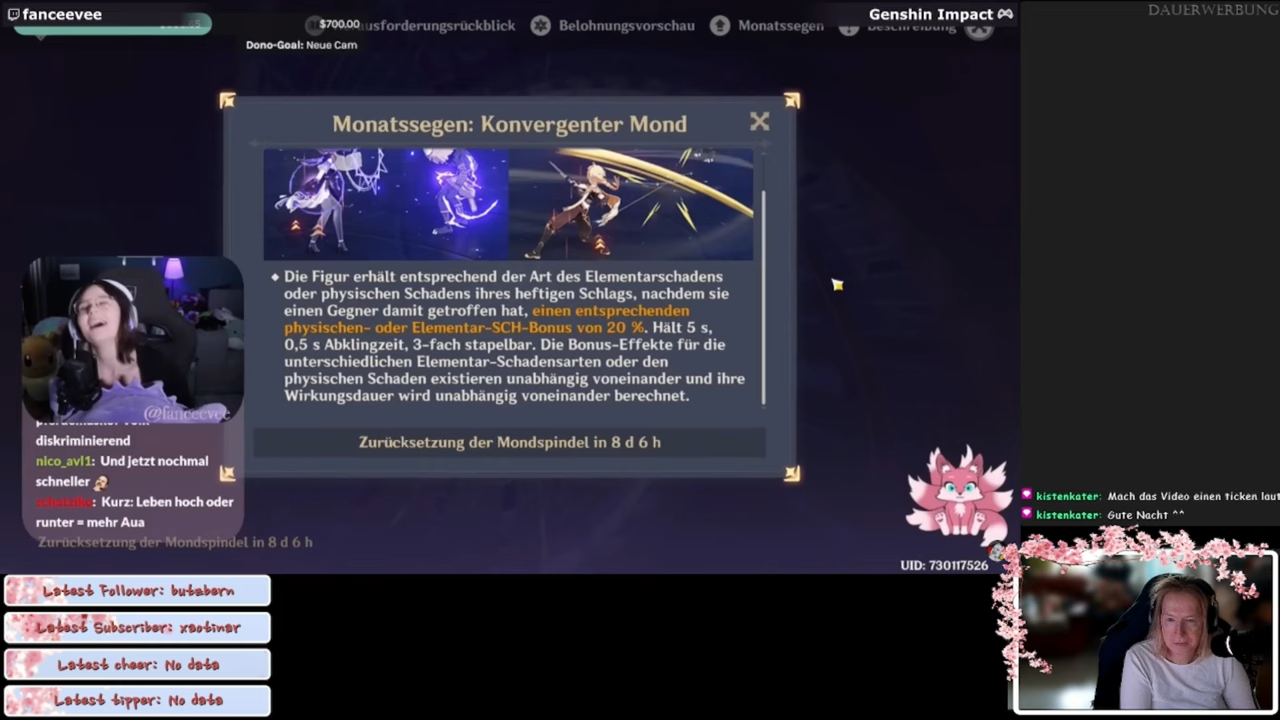 fanceevee
$700.00
Dono-Goal: Neue Cam
ausforderungsrückblick
Belohnungsvorschau
Monatssegen
Beschreibung
Genshin Impact
DAUERWERBUNG
Monatssegen: Konvergenter Mond
Die Figur erhält entsprechend der Art des Elementarschadens
oder physischen Schadens ihres heftigen Schlags, nachdem sie
einen Gegner damit getroffen hat, einen entsprechenden
physischen- oder Elementar-SCH-Bonus von 20 %. Hält 5 s,
0,5 s Abklingzeit, 3-fach stapelbar. Die Bonus-Effekte für die
unterschiedlichen Elementar-Schadensarten oder den
physischen Schaden existieren unabhängig voneinander und ihre
Wirkungsdauer wird unabhängig voneinander berechnet.
Zurücksetzung der Mondspindel in 8 d 6 h
@fanceevee
diskriminierend
nico_avl1: Und jetzt nochmal
schneller
Kurz: Leben hoch oder
runter = mehr Aua
Zurücksetzung der Mondspindel in 8 d 6 h
UID: 730117526
kistenkater: Mach das Video einen ticken laut
kistenkater: Gute Nacht ^^
Latest Follower: butabern
Latest Subscriber: xaotinar
Latest cheer: No data
Latest tipper: No data